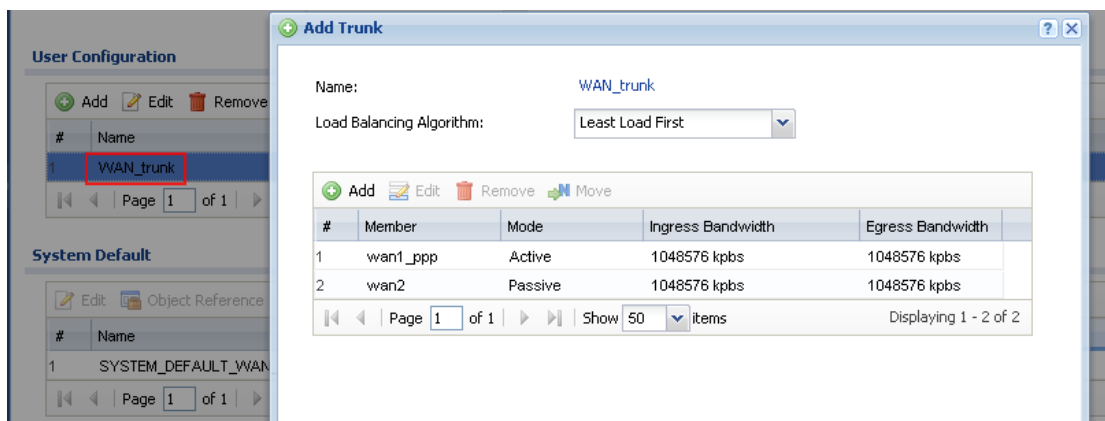 User Configuration
Add Edit Remove
# Name
1 WAN_trunk
Page 1 of 1
System Default
Edit Object Reference
# Name
1 SYSTEM_DEFAULT_WAN
Page 1 of 1
Add Trunk
? X
Name: WAN_trunk
Load Balancing Algorithm: Least Load First
Add Edit Remove Move
# Member Mode Ingress Bandwidth Egress Bandwidth
1 wan1_ppp Active 1048576 kpbs 1048576 kpbs
2 wan2 Passive 1048576 kpbs 1048576 kpbs
Page 1 of 1 Show 50 items Displaying 1 - 2 of 2